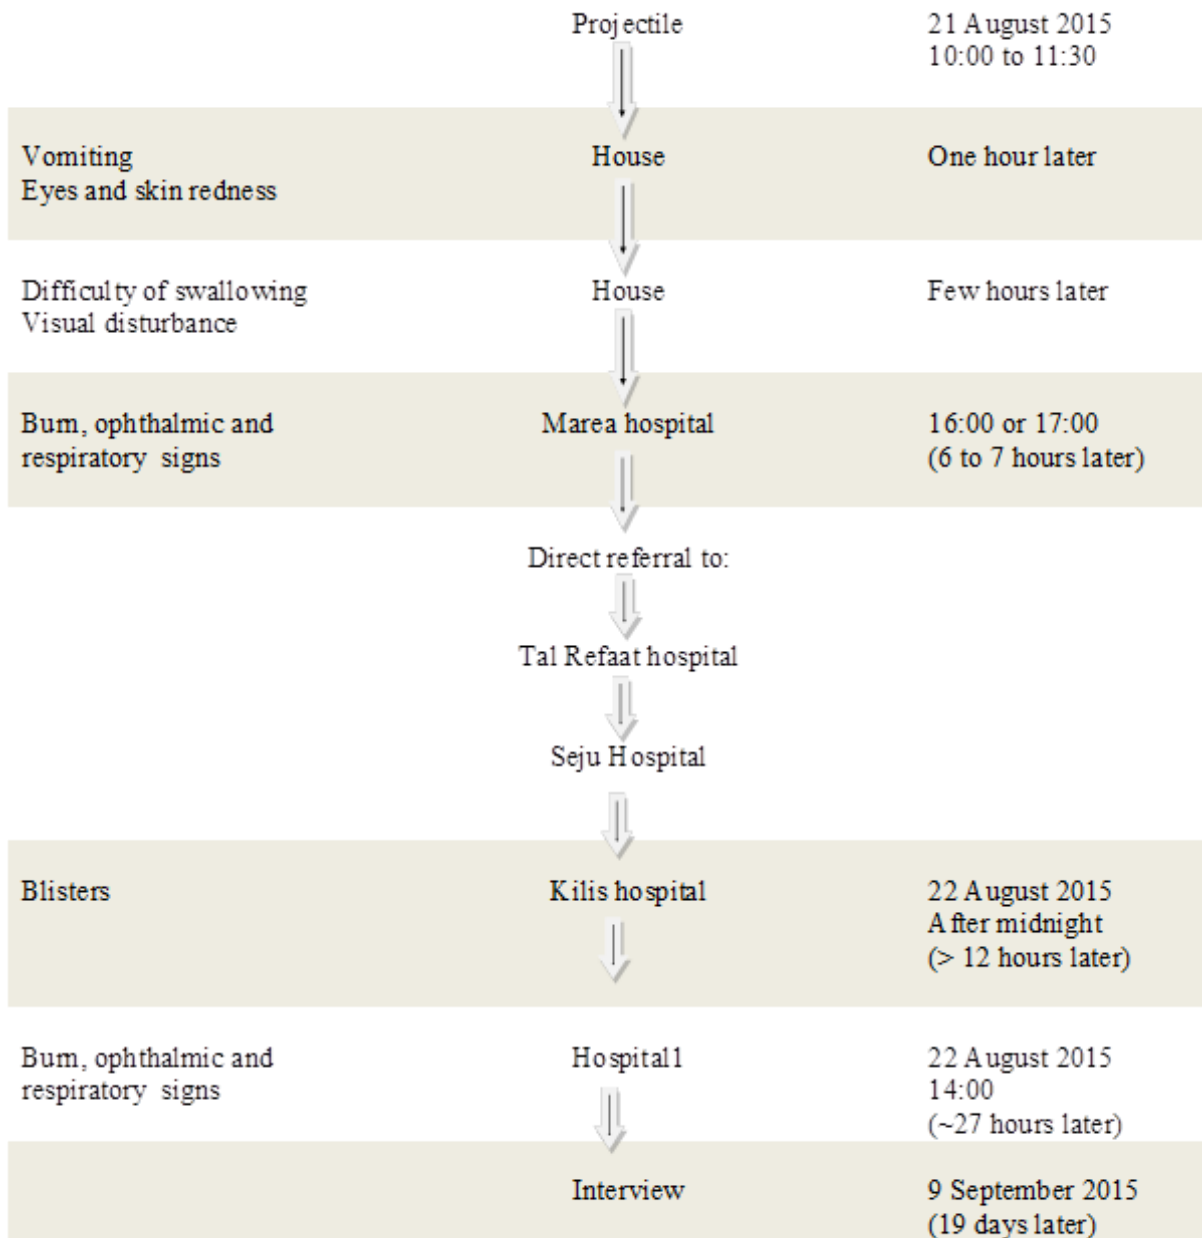 Projectile
21 August 2015
10:00 to 11:30
Vomiting
Eyes and skin redness
House
One hour later
Difficulty of swallowing
Visual disturbance
House
Few hours later
Burn, ophthalmic and
respiratory signs
Marea hospital
16:00 or 17:00
(6 to 7 hours later)
Direct referral to:
Tal Refaat hospital
Seju Hospital
Blisters
Kilis hospital
22 August 2015
After midnight
(> 12 hours later)
Burn, ophthalmic and
respiratory signs
Hospital1
22 August 2015
14:00
(~27 hours later)
Interview
9 September 2015
(19 days later)